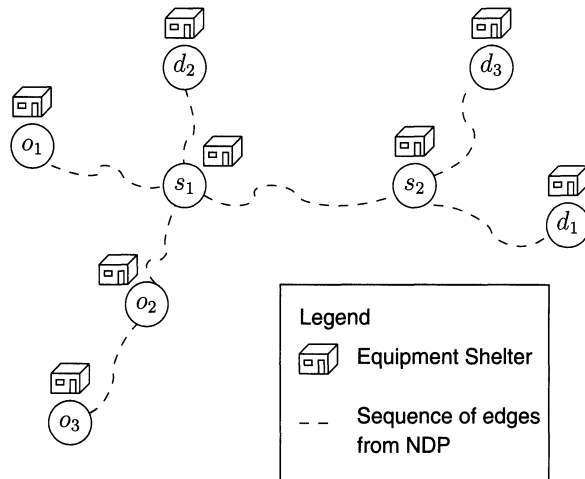 d₂
d₃
o₁
s₁
s₂
d₁
o₂
o₃
Legend
Equipment Shelter
Sequence of edges
from NDP